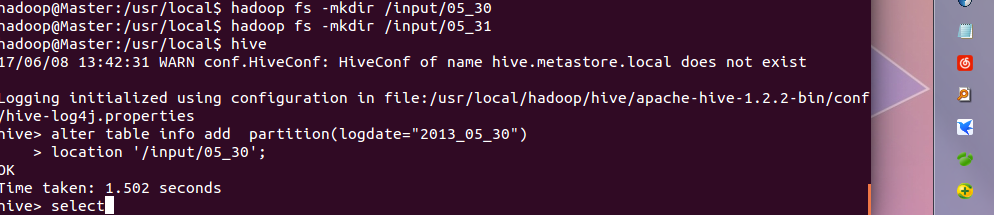 hadoop@Master:/usr/local$ hadoop fs -mkdir /input/05_30
hadoop@Master:/usr/local$ hadoop fs -mkdir /input/05_31
hadoop@Master:/usr/local$ hive
17/06/08 13:42:31 WARN conf.HiveConf: HiveConf of name hive.metastore.local does not exist
Logging initialized using configuration in file:/usr/local/hadoop/hive/apache-hive-1.2.2-bin/conf
/hive-log4j.properties
hive> alter table info add  partition(logdate="2013_05_30")
    > location '/input/05_30';
OK
Time taken: 1.502 seconds
hive> select